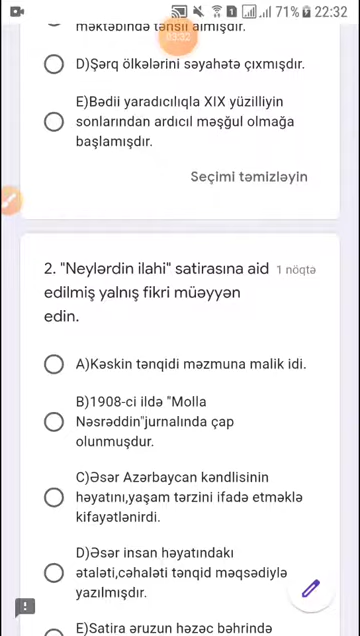 71% 22:32
məktəbində təhsil almışdır.
03:32
D)Şərq ölkələrini səyahətə çıxmışdır.
E)Bədii yaradıcılıqla XIX yüzilliyin
sonlarından ardıcıl məşğul olmağa
başlamışdır.
Seçimi təmizləyin
2. "Neylərdin ilahi" satirasına aid 1 nöqtə
edilmiş yalnış fikri müəyyən
edin.
A)Kəskin tənqidi məzmuna malik idi.
B)1908-ci ildə "Molla
Nəsrəddin"jurnalında çap
olunmuşdur.
C)Əsər Azərbaycan kəndlisinin
həyatını,yaşam tərzini ifadə etməklə
kifayətlənirdi.
D)Əsər insan həyatındakı
ətaləti,cəhaləti tənqid məqsədiylə
yazılmışdır.
E)Satira əruzun həzəc bəhrində